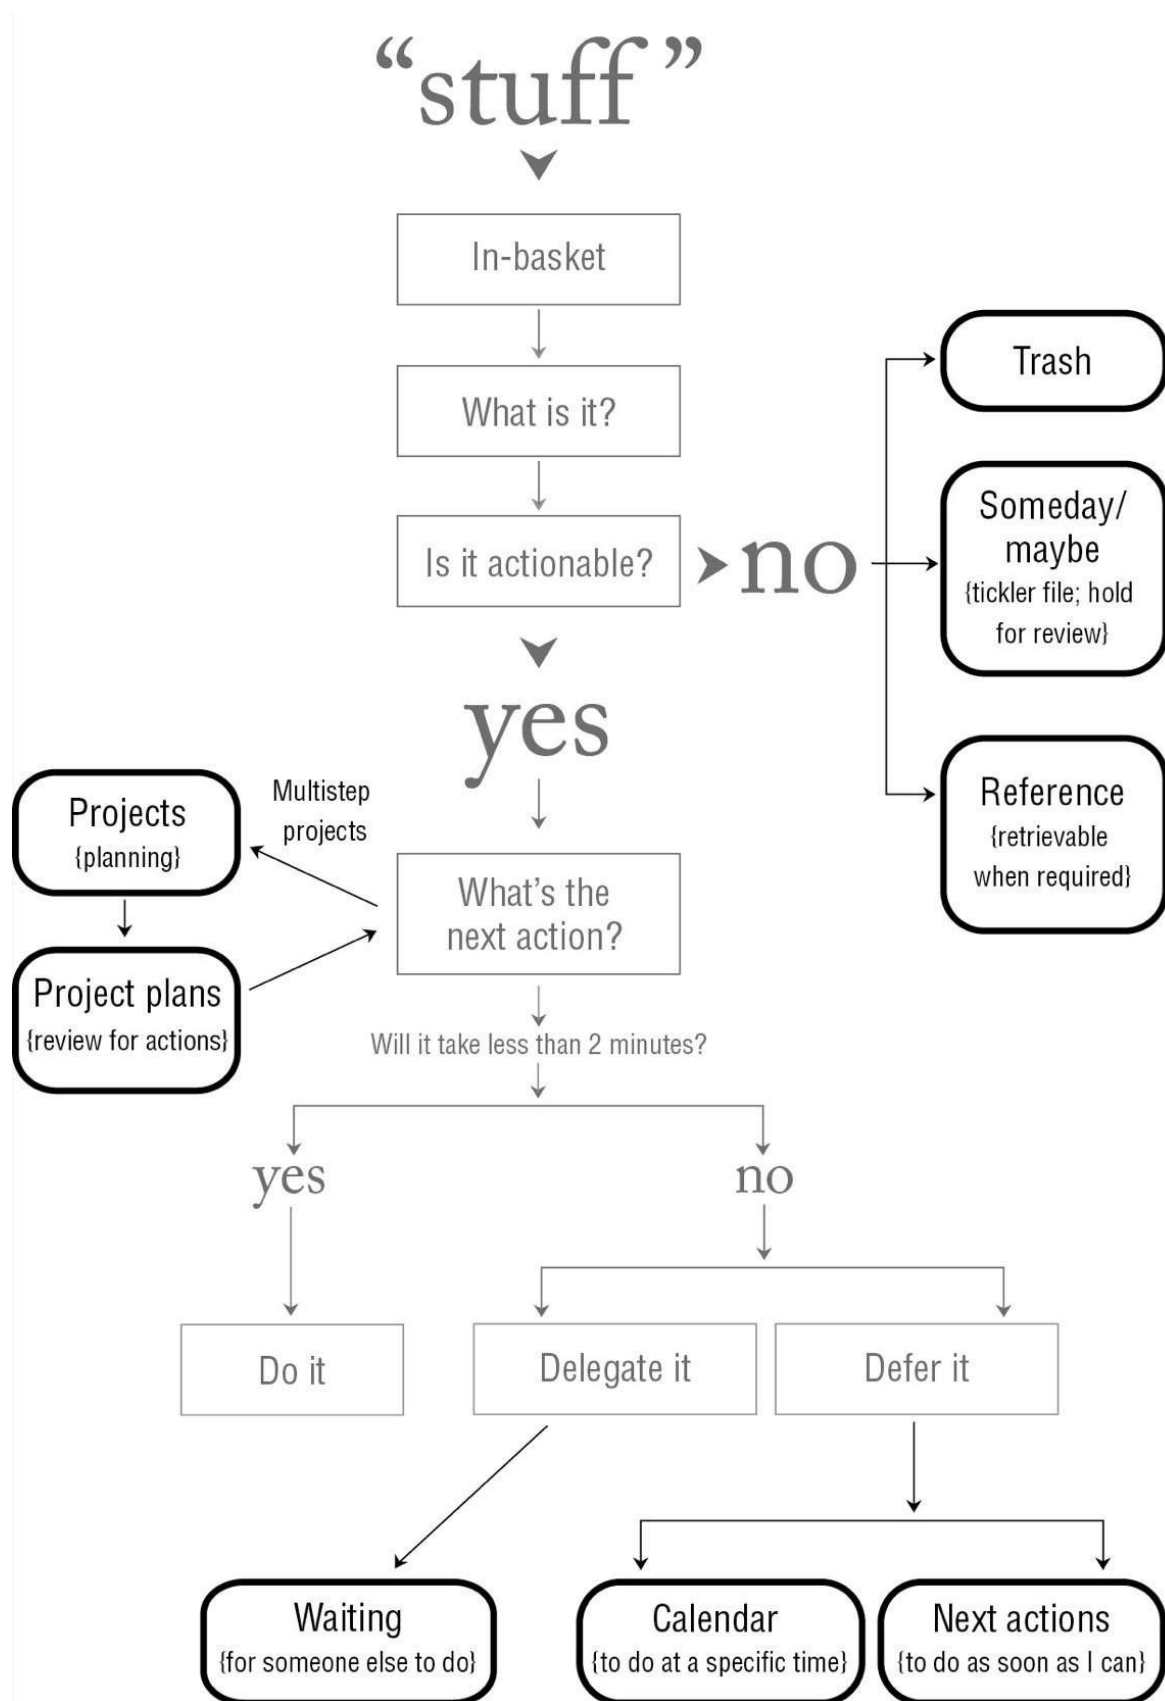 “stuff”
In-basket
What is it?
Is it actionable?
no
Trash
Someday/
maybe
{tickler file; hold
for review}
Reference
{retrievable
when required}
yes
Multistep
projects
Projects
{planning}
Project plans
{review for actions}
What’s the
next action?
Will it take less than 2 minutes?
yes
no
Do it
Delegate it
Defer it
Waiting
{for someone else to do}
Calendar
{to do at a specific time}
Next actions
{to do as soon as I can}